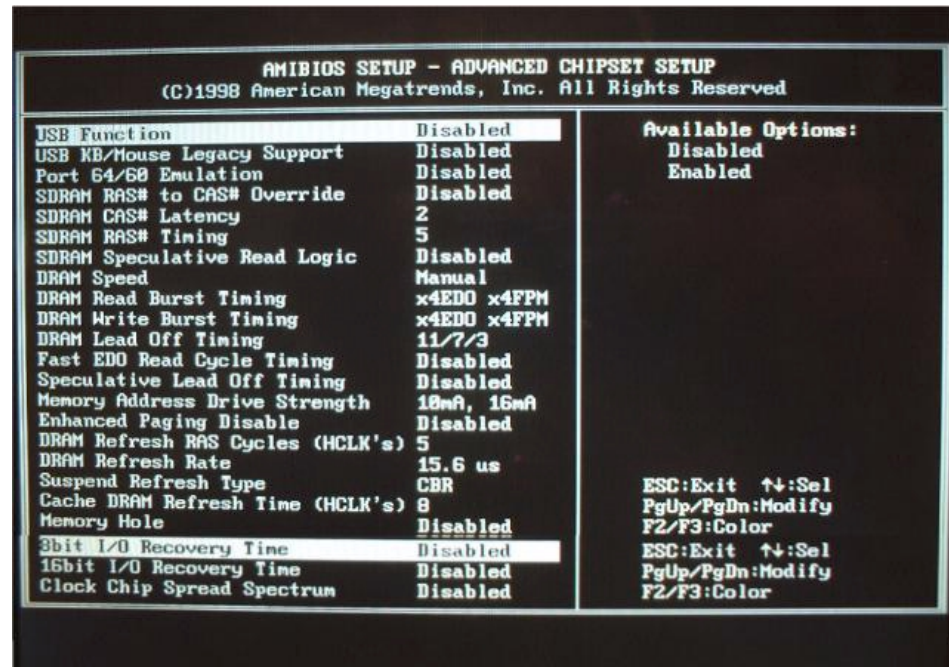 AMIBIOS SETUP - ADVANCED CHIPSET SETUP
(C)1998 American Megatrends, Inc. All Rights Reserved
USB Function Disabled
USB KB/Mouse Legacy Support Disabled
Port 64/60 Emulation Disabled
SDRAM RAS# to CAS# Override Disabled
SDRAM CAS# Latency 2
SDRAM RAS# Timing 5
SDRAM Speculative Read Logic Disabled
DRAM Speed Manual
DRAM Read Burst Timing x4EDO x4FPM
DRAM Write Burst Timing x4EDO x4FPM
DRAM Lead Off Timing 11/7/3
Fast EDO Read Cycle Timing Disabled
Speculative Lead Off Timing Disabled
Memory Address Drive Strength 10mA, 16mA
Enhanced Paging Disable Disabled
DRAM Refresh RAS Cycles (HCLK's) 5
DRAM Refresh Rate 15.6 us
Suspend Refresh Type CBR
Cache DRAM Refresh Time (HCLK's) 8
Memory Hole Disabled
8bit I/O Recovery Time Disabled
16bit I/O Recovery Time Disabled
Clock Chip Spread Spectrum Disabled
Available Options:
Disabled
Enabled
ESC:Exit ↑↓:Sel
PgUp/PgDn:Modify
F2/F3:Color
ESC:Exit ↑↓:Sel
PgUp/PgDn:Modify
F2/F3:Color